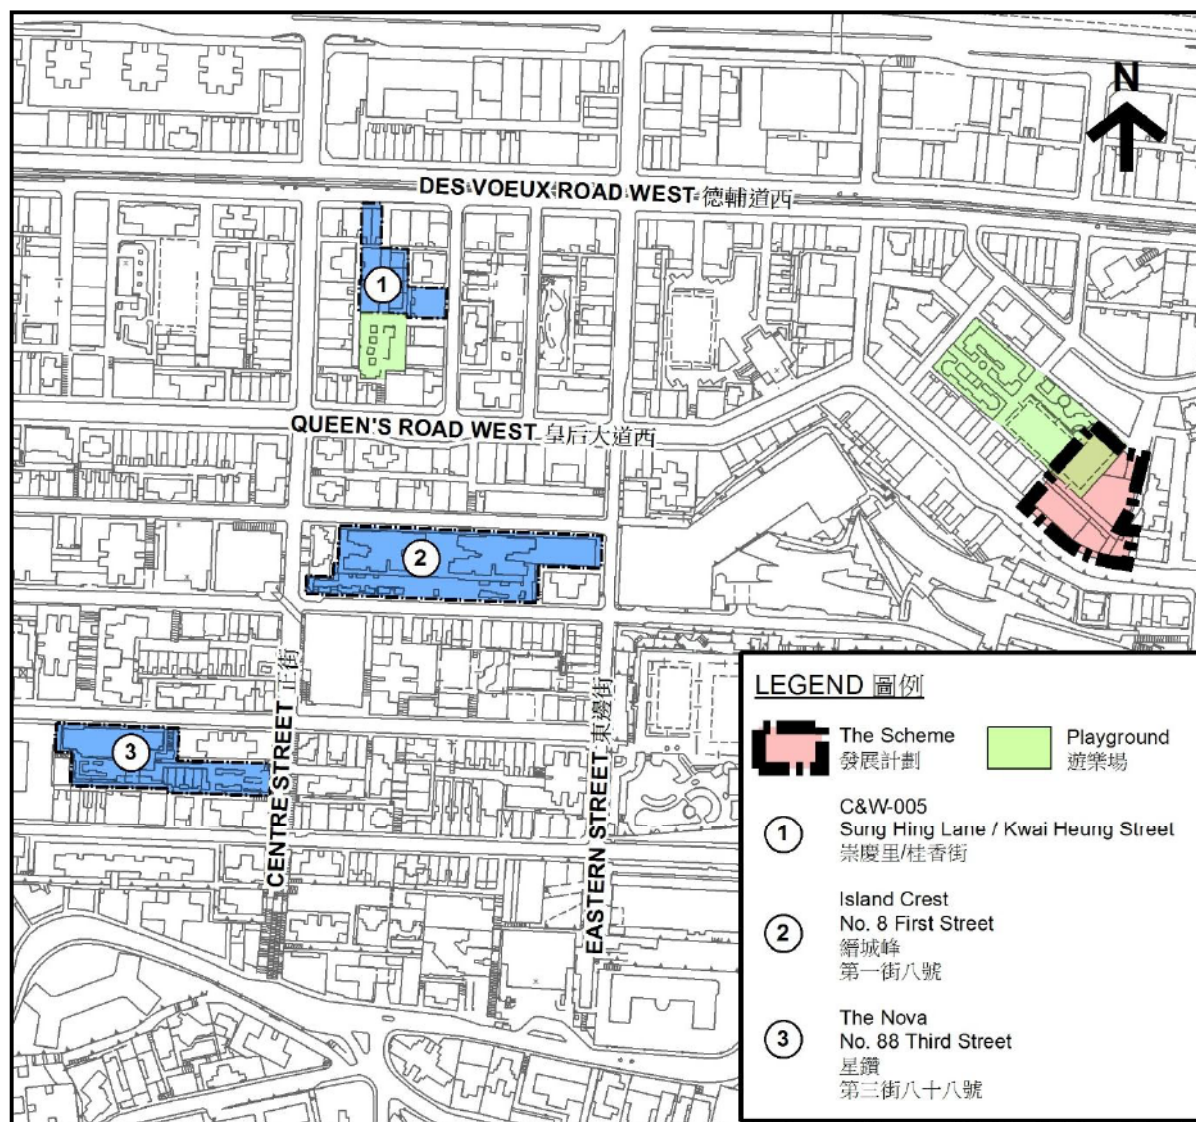 N
DES VOEUX ROAD WEST 德輔道西
1
QUEEN'S ROAD WEST 皇后大道西
2
3
CENTRE STREET 正街
EASTERN STREET 東邊街
LEGEND 圖例
The Scheme
發展計劃
Playground
遊樂場
1
C&W-005
Sung Hing Lane / Kwai Heung Street
崇慶里/桂香街
2
Island Crest
No. 8 First Street
縉城峰
第一街八號
3
The Nova
No. 88 Third Street
星鑽
第三街八十八號